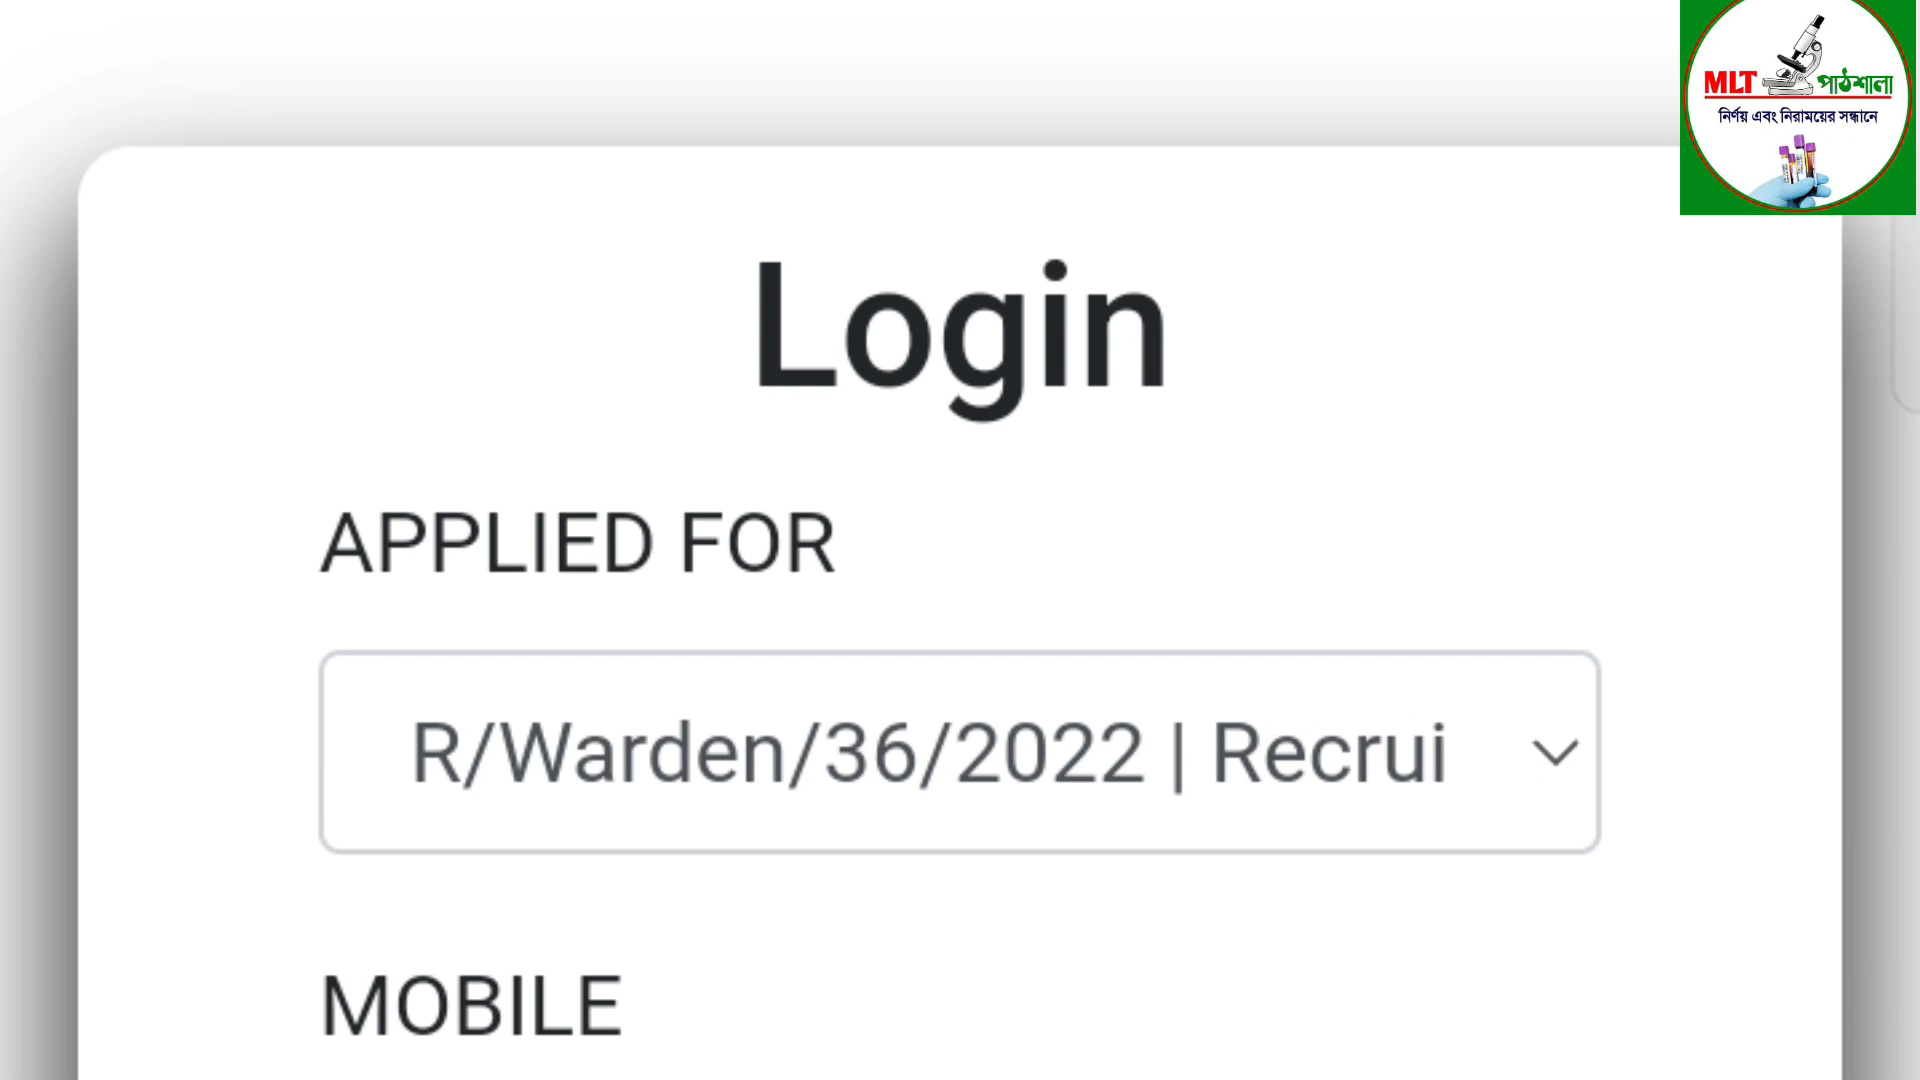 MLT পাঠশালা
নির্ণয় এবং নিরাময়ের সন্ধানে
Login
APPLIED FOR
R/Warden/36/2022 | Recrui
MOBILE